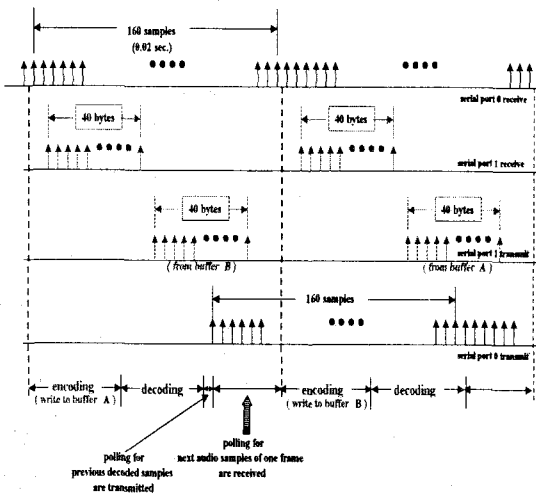 160 samples
(0.02 sec.)
serial port 0 receive
40 bytes
40 bytes
serial port 1 receive
40 bytes
40 bytes
serial port 1 transmit
( from buffer B )
( from buffer A )
160 samples
serial port 0 transmit
encoding
decoding
encoding
decoding
( write to buffer A )
( write to buffer B )
polling for
previous decoded samples
are transmitted
polling for
next audio samples of one frame
are received